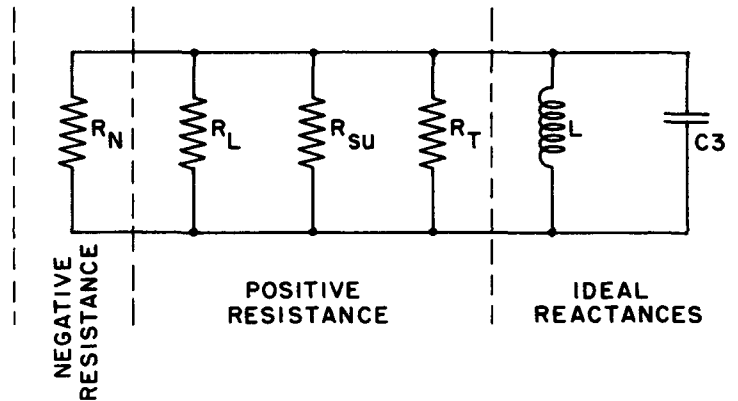 R_N
R_L
R_SU
R_T
L
C3
NEGATIVE
RESISTANCE
POSITIVE
RESISTANCE
IDEAL
REACTANCES